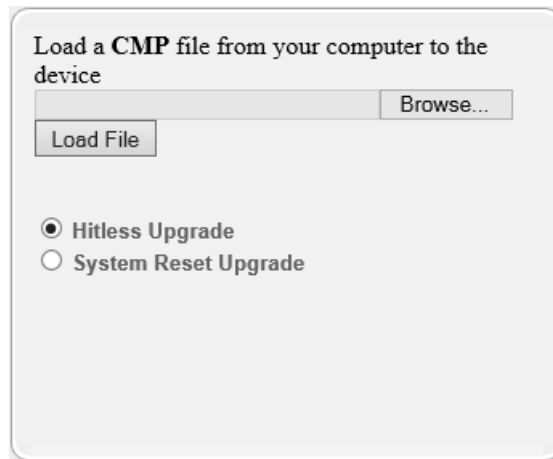 Load a CMP file from your computer to the
device
Browse...
Load File
Hitless Upgrade
System Reset Upgrade